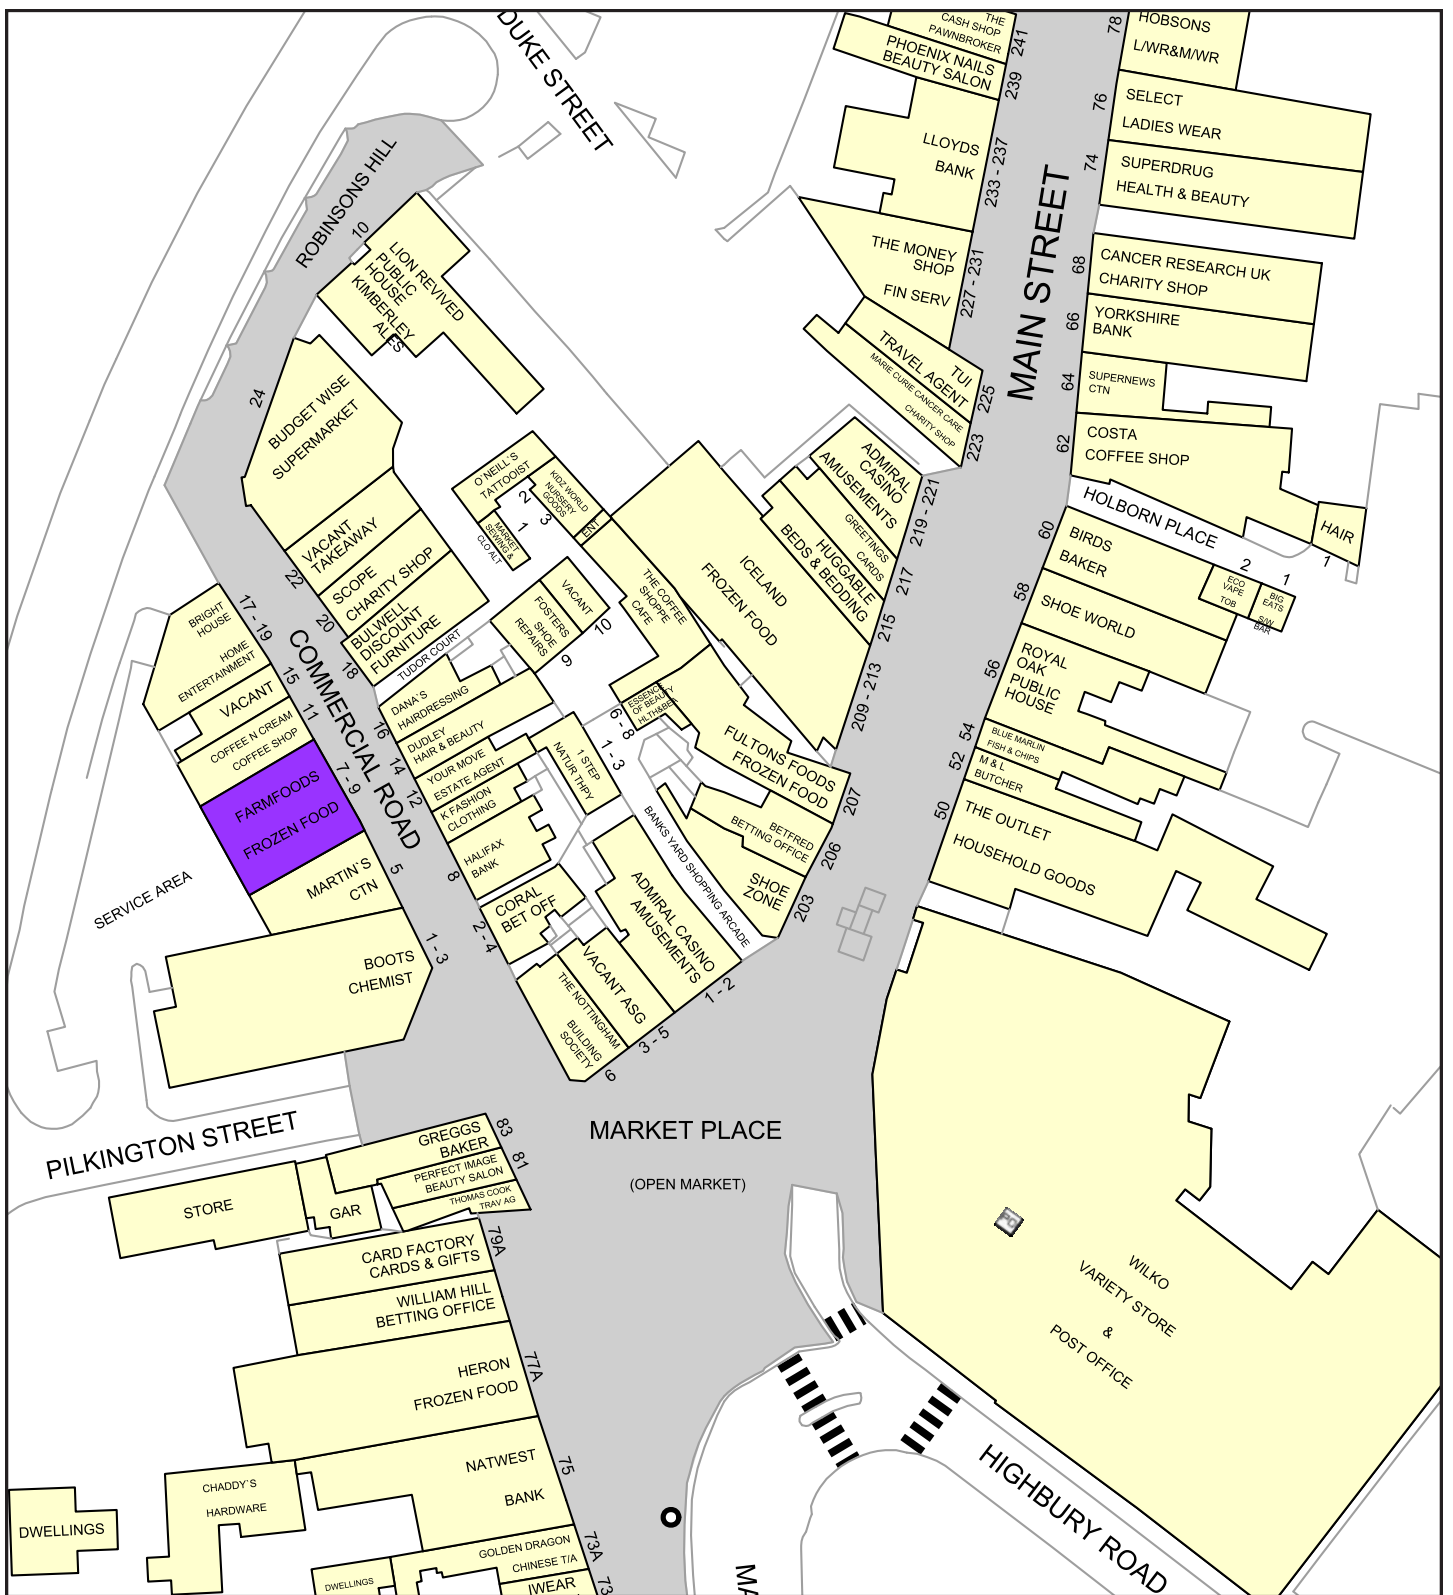 DUKE STREET
ROBINSONS HILL
10
LION REVIVED
PUBLIC
HOUSE
KIMBERLEY
ALES
24
BUDGET WISE
SUPERMARKET
VACANT
TAKEAWAY
22
SCOPE
CHARITY SHOP
20
BULWELL
DISCOUNT
FURNITURE
18
TUDOR COURT
O'NEILL`S
TATTOOIST
2
KIDZ WORLD
NURSERY
GOODS
3
1
MARKET
SEWING &
CLO ALT
ENT
VACANT
10
FOSTERS
SHOE
REPAIRS
9
THE COFFEE
SHOPPE
CAFE
ICELAND
FROZEN FOOD
THE
CASH SHOP
PAWNBROKER
241
PHOENIX NAILS
BEAUTY SALON
239
LLOYDS
BANK
233 - 237
THE MONEY
SHOP
FIN SERV
227 - 231
TUI
TRAVEL AGENT
225
MARIE CURIE CANCER CARE
CHARITY SHOP
223
MAIN STREET
ADMIRAL
CASINO
AMUSEMENTS
219 - 221
GREETINGS
CARDS
217
HUGGABLE
BEDS & BEDDING
215
209 - 213
78
HOBSONS
L/WR&M/WR
76
SELECT
LADIES WEAR
74
SUPERDRUG
HEALTH & BEAUTY
68
CANCER RESEARCH UK
CHARITY SHOP
66
YORKSHIRE
BANK
64
SUPERNEWS
CTN
62
COSTA
COFFEE SHOP
HOLBORN PLACE
HAIR
1
2
1
ECO
VAPE
TOB
BIG
EATS
S/W
BAR
60
BIRDS
BAKER
58
SHOE WORLD
56
ROYAL
OAK
PUBLIC
HOUSE
54
BLUE MARLIN
FISH & CHIPS
52
M & L
BUTCHER
50
THE OUTLET
HOUSEHOLD GOODS
BRIGHT
HOUSE
HOME
ENTERTAINMENT
17 - 19
VACANT
15
COFFEE N CREAM
COFFEE SHOP
11
FARMFOODS
FROZEN FOOD
7 - 9
MARTIN`S
CTN
5
SERVICE AREA
BOOTS
CHEMIST
1 - 3
COMMERCIAL ROAD
DANA`S
HAIRDRESSING
16
DUDLEY
HAIR & BEAUTY
14
YOUR MOVE
ESTATE AGENT
12
K FASHION
CLOTHING
HALIFAX
BANK
8
CORAL
BET OFF
2 - 4
1 STEP
NATUR THPY
1 - 3
6 - 8
ESSENCE
OF BEAUTY
HLTH&BEA
FULTONS FOODS
FROZEN FOOD
207
BETFRED
BETTING OFFICE
206
SHOE
ZONE
203
BANKS YARD SHOPPING ARCADE
ADMIRAL CASINO
AMUSEMENTS
1 - 2
VACANT ASG
3 - 5
THE NOTTINGHAM
BUILDING
SOCIETY
6
MARKET PLACE
(OPEN MARKET)
PILKINGTON STREET
GREGGS
BAKER
83
PERFECT IMAGE
BEAUTY SALON
81
THOMAS COOK
TRAV AG
STORE
GAR
79A
CARD FACTORY
CARDS & GIFTS
WILLIAM HILL
BETTING OFFICE
HERON
FROZEN FOOD
77A
NATWEST
BANK
75
CHADDY`S
HARDWARE
DWELLINGS
GOLDEN DRAGON
CHINESE T/A
73A
DWELLINGS
IWEAR
73
PO
WILKO
VARIETY STORE
&
POST OFFICE
HIGHBURY ROAD
MA